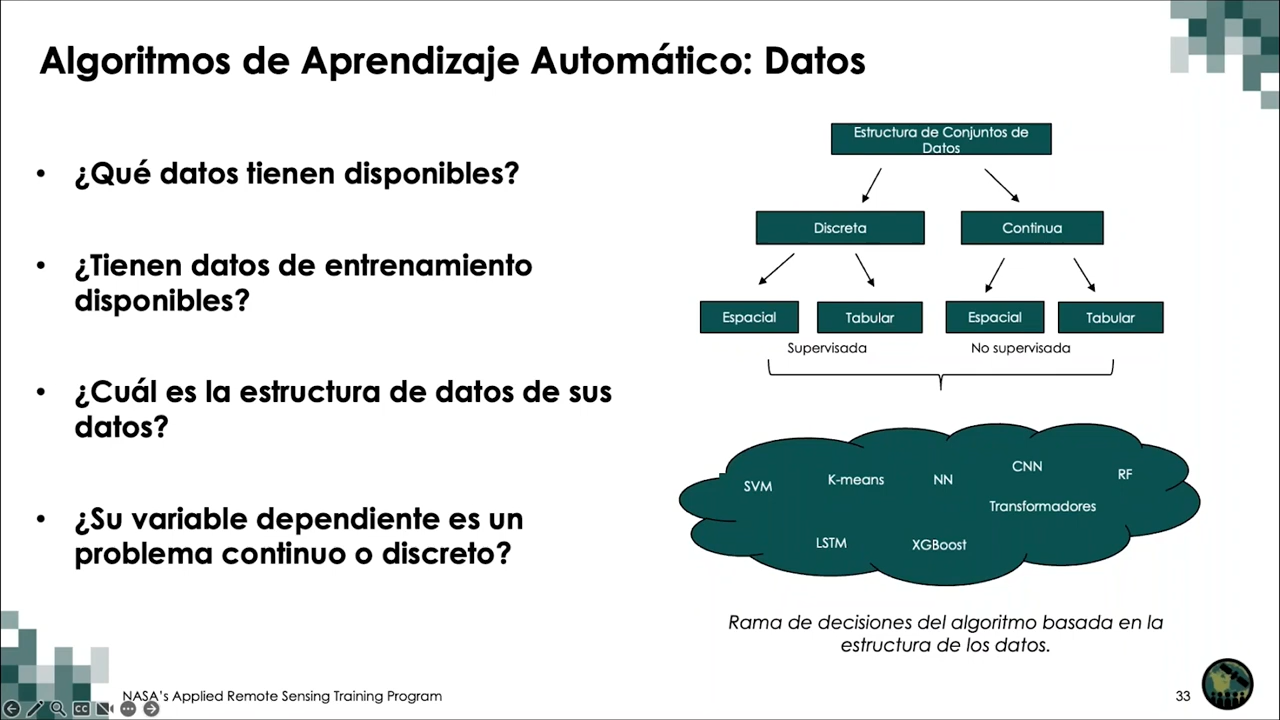 Algoritmos de Aprendizaje Automático: Datos
• ¿Qué datos tienen disponibles?
• ¿Tienen datos de entrenamiento
disponibles?
• ¿Cuál es la estructura de datos de sus
datos?
• ¿Su variable dependiente es un
problema continuo o discreto?
Estructura de Conjuntos de
Datos
Discreta
Continua
Espacial
Tabular
Espacial
Tabular
Supervisada
No supervisada
SVM
K-means
NN
CNN
RF
Transformadores
LSTM
XGBoost
Rama de decisiones del algoritmo basada en la
estructura de los datos.
NASA's Applied Remote Sensing Training Program
33
CC